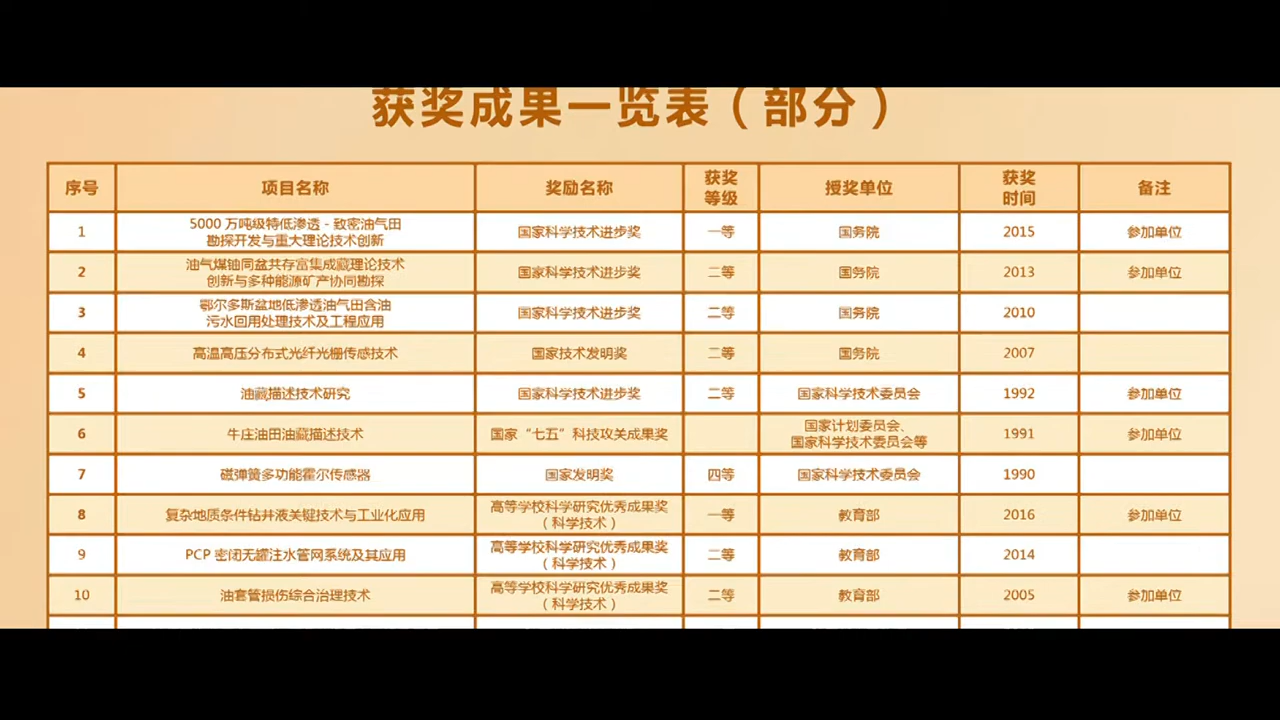 获奖成果一览表（部分）
序号 项目名称 奖励名称 获奖等级 授奖单位 获奖时间 备注
1 5000 万吨级特低渗透 - 致密油气田勘探开发与重大理论技术创新 国家科学技术进步奖 一等 国务院 2015 参加单位
2 油气煤铀同盆共存富集成藏理论技术创新与多种能源矿产协同勘探 国家科学技术进步奖 二等 国务院 2013 参加单位
3 鄂尔多斯盆地低渗透油气田含油污水回用处理技术及工程应用 国家科学技术进步奖 二等 国务院 2010
4 高温高压分布式光纤光栅传感技术 国家技术发明奖 二等 国务院 2007
5 油藏描述技术研究 国家科学技术进步奖 二等 国家科学技术委员会 1992 参加单位
6 牛庄油田油藏描述技术 国家“七五”科技攻关成果奖 国家计划委员会、国家科学技术委员会等 1991 参加单位
7 磁弹簧多功能霍尔传感器 国家发明奖 四等 国家科学技术委员会 1990
8 复杂地质条件钻井液关键技术与工业化应用 高等学校科学研究优秀成果奖（科学技术） 一等 教育部 2016 参加单位
9 PCP 密闭无罐注水管网系统及其应用 高等学校科学研究优秀成果奖（科学技术） 二等 教育部 2014
10 油套管损伤综合治理技术 高等学校科学研究优秀成果奖（科学技术） 二等 教育部 2005 参加单位